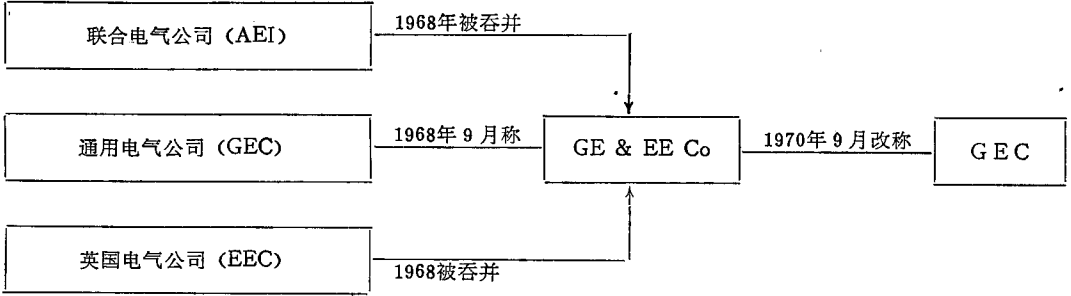 联合电气公司（AEI）
1968年被吞并
通用电气公司（GEC）
1968年9月称
GE & EE Co
1970年9月改称
GEC
英国电气公司（EEC）
1968被吞并